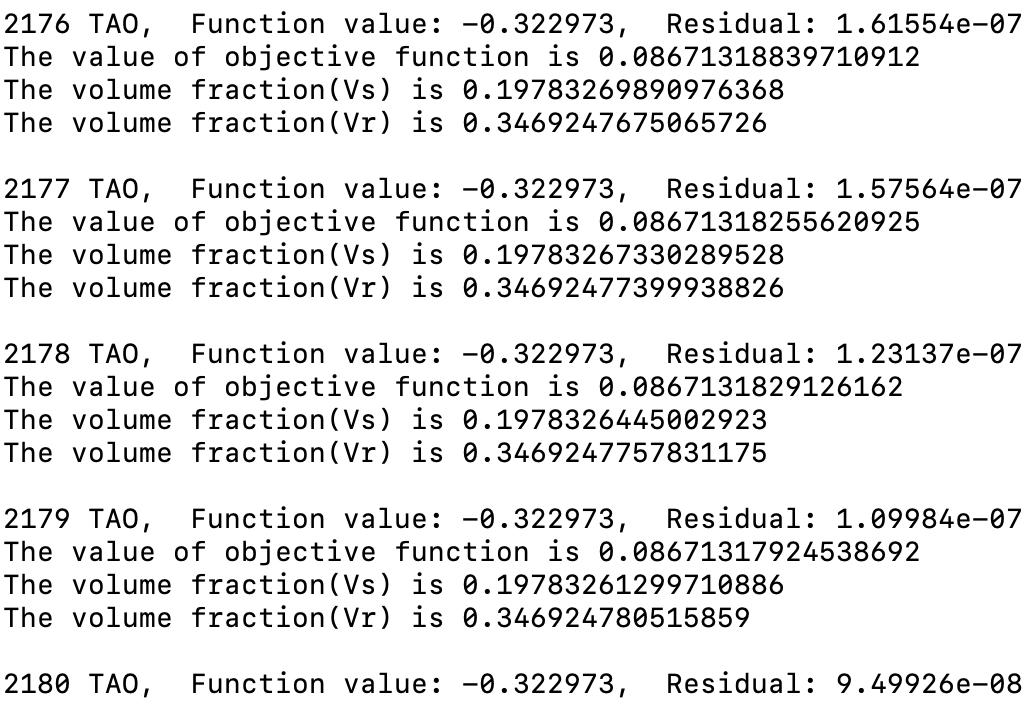 2176 TAO,  Function value: -0.322973,  Residual: 1.61554e-07
The value of objective function is 0.08671318839710912
The volume fraction(Vs) is 0.19783269890976368
The volume fraction(Vr) is 0.3469247675065726
2177 TAO,  Function value: -0.322973,  Residual: 1.57564e-07
The value of objective function is 0.08671318255620925
The volume fraction(Vs) is 0.19783267330289528
The volume fraction(Vr) is 0.34692477399938826
2178 TAO,  Function value: -0.322973,  Residual: 1.23137e-07
The value of objective function is 0.0867131829126162
The volume fraction(Vs) is 0.1978326445002923
The volume fraction(Vr) is 0.3469247757831175
2179 TAO,  Function value: -0.322973,  Residual: 1.09984e-07
The value of objective function is 0.08671317924538692
The volume fraction(Vs) is 0.19783261299710886
The volume fraction(Vr) is 0.346924780515859
2180 TAO,  Function value: -0.322973,  Residual: 9.49926e-08